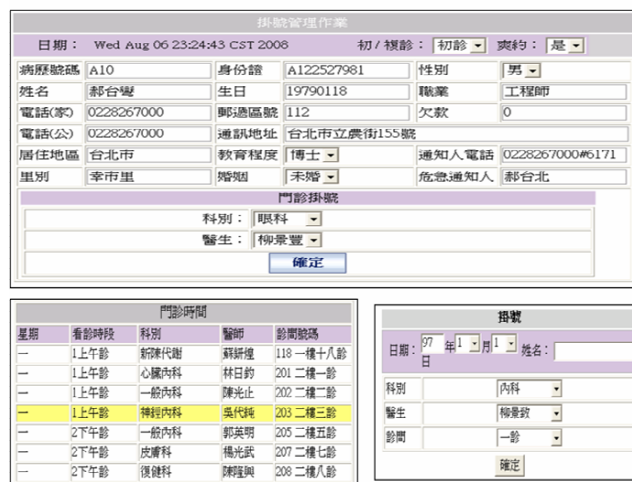 掛號管理作業
日期： Wed Aug 06 23:24:43 CST 2008 初/複診： 初診 爽約： 是
病歷號碼 A10 身份證 A122527981 性別 男
姓名 郝台灣 生日 19790118 職業 工程師
電話(家) 0228267000 郵遞區號 112 欠款 0
電話(公) 0228267000 通訊地址 台北市立農街155號
居住地區 台北市 教育程度 博士 通知人電話 0228267000#6171
里別 幸市里 婚姻 未婚 危急通知人 郝台北
門診掛號
科別： 眼科
醫生： 柳景豐
確定
門診時間
星期 看診時段 科別 醫師 診間號碼
一 1上午診 新陳代謝 118 一樓十八診
一 1上午診 心臟內科 林日鈞 201 二樓一診
一 1上午診 一般內科 陳光止 202 二樓二診
一 1上午診 神經內科 吳代純 203 二樓三診
一 2下午診 一般內科 郭英明 205 二樓五診
一 2下午診 皮膚科 楊光武 207 二樓七診
一 2下午診 復健科 陳隆興 208 二樓八診
掛號
日期： 97 年 1 月 1 日 姓名：
科別 內科
醫生 柳景致
診間 一診
確定